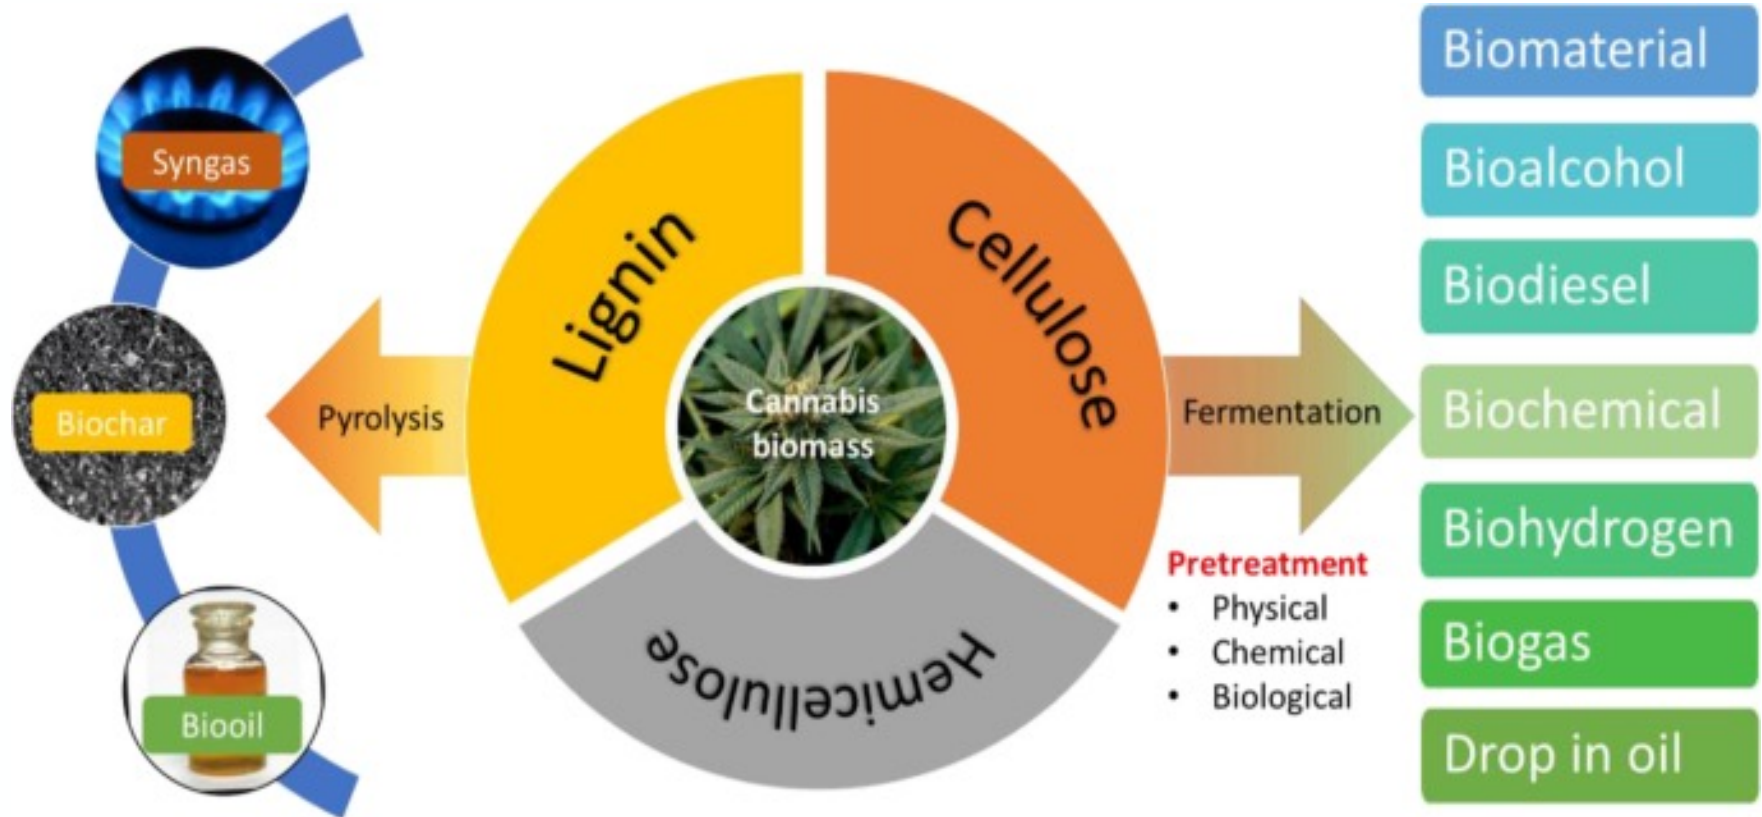 Syngas
Biochar
Biooil
Pyrolysis
Lignin
Cellulose
Hemicellulose
Cannabis
biomass
Fermentation
Pretreatment
• Physical
• Chemical
• Biological
Biomaterial
Bioalcohol
Biodiesel
Biochemical
Biohydrogen
Biogas
Drop in oil